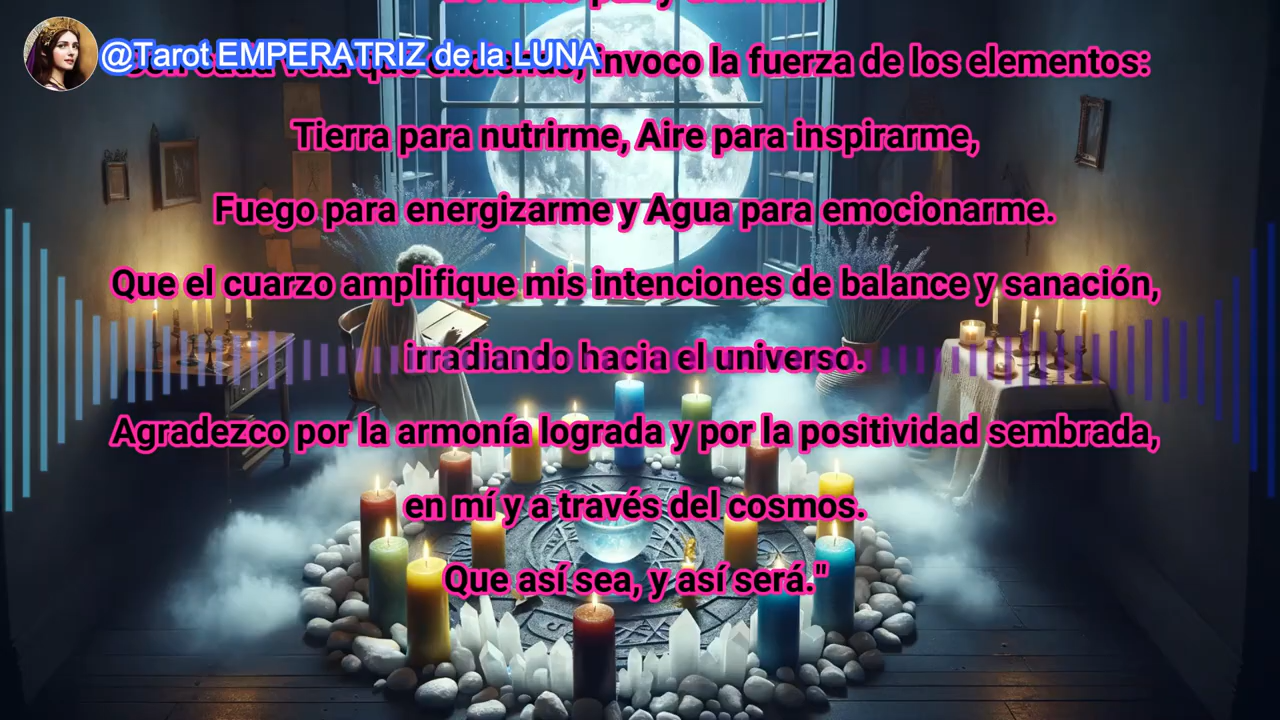 @Tarot EMPERATRIZ de la LUNA
que enciendo, invoco la fuerza de los elementos:
Tierra para nutrirme, Aire para inspirarme,
Fuego para energizarme y Agua para emocionarme.
Que el cuarzo amplifique mis intenciones de balance y sanación,
irradiando hacia el universo.
Agradezco por la armonía lograda y por la positividad sembrada,
en mí y a través del cosmos.
Que así sea, y así será."